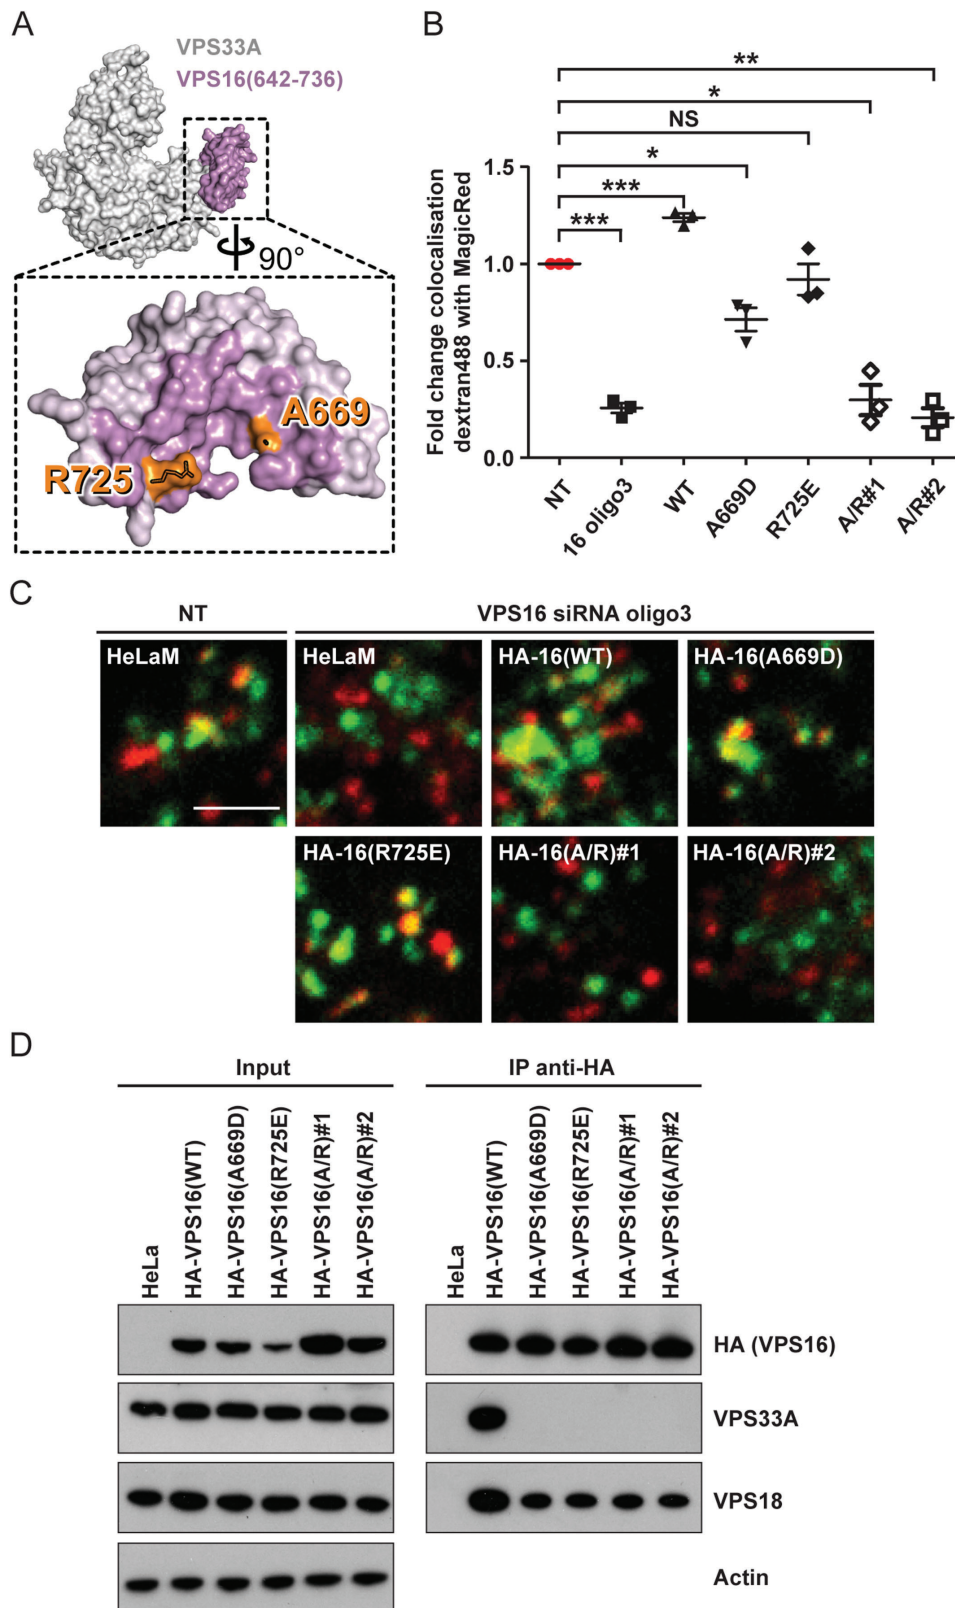 A
VPS33A
VPS16(642-736)
90°
A669
R725
B
**
*
NS
*
***
***
Fold change colocalisation
dextran488 with MagicRed
1.5
1.0
0.5
0.0
NT
16 oligo3
WT
A669D
R725E
A/R#1
A/R#2
C
NT
VPS16 siRNA oligo3
HeLaM
HeLaM
HA-16(WT)
HA-16(A669D)
HA-16(R725E)
HA-16(A/R)#1
HA-16(A/R)#2
D
Input
IP anti-HA
HeLa
HA-VPS16(WT)
HA-VPS16(A669D)
HA-VPS16(R725E)
HA-VPS16(A/R)#1
HA-VPS16(A/R)#2
HeLa
HA-VPS16(WT)
HA-VPS16(A669D)
HA-VPS16(R725E)
HA-VPS16(A/R)#1
HA-VPS16(A/R)#2
HA (VPS16)
VPS33A
VPS18
Actin